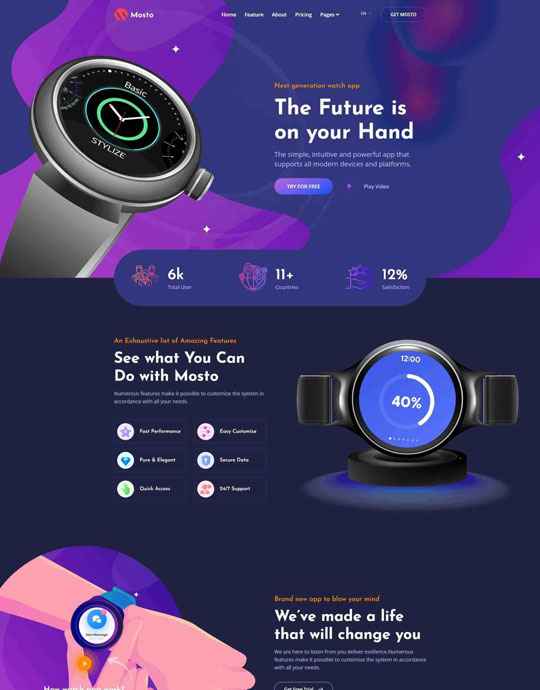 Mosto
Home Feature About Pricing Pages
EN
GET MOSTO
Basic
STYLIZE
Next generation watch app
The Future is
on your Hand
The simple, intuitive and powerful app that
supports all modern devices and platforms.
TRY FOR FREE
Play Video
6k
Total User
11+
Countries
12%
Satisfaction
An Exhaustive list of Amazing Features
See what You Can
Do with Mosto
Numerous features make it possible to customize the system in
accordance with all your needs.
Fast Performance
Easy Customise
Pure & Elegant
Secure Data
Quick Access
24/7 Support
12:00
40%
Brand new app to blow your mind
We've made a life
that will change you
We are here to listen from you deliver exellence.Numerous
features make it possible to customise the system in accordance
with all your needs.
Get Free Trial